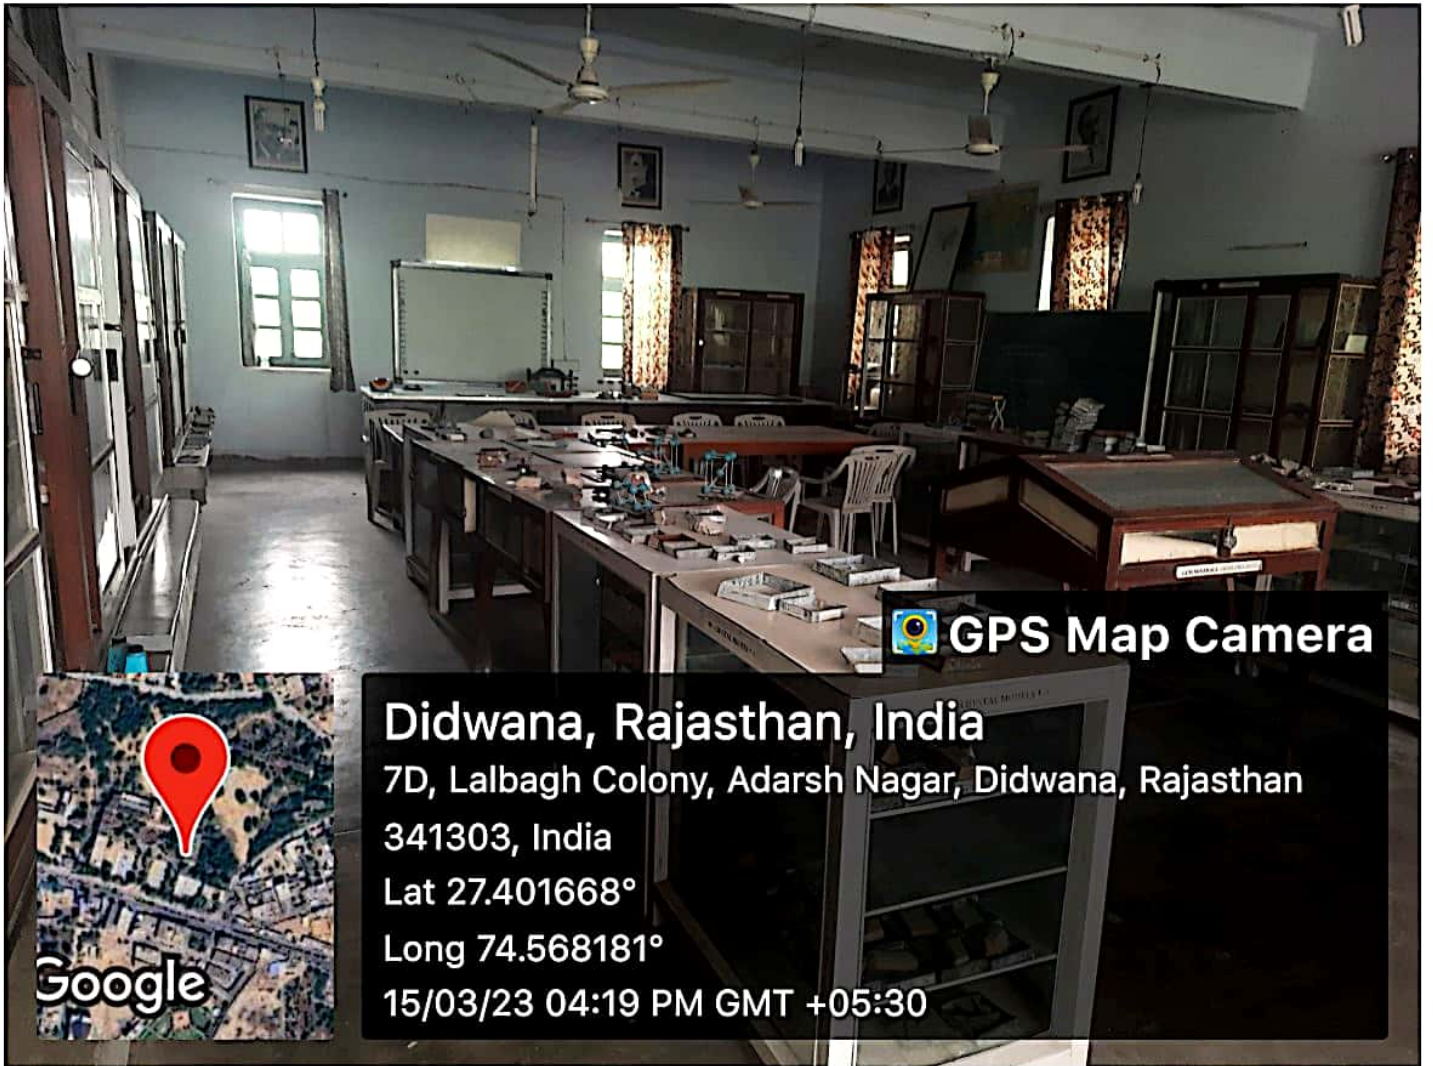 GPS Map Camera
Didwana, Rajasthan, India
7D, Lalbagh Colony, Adarsh Nagar, Didwana, Rajasthan
341303, India
Lat 27.401668°
Long 74.568181°
15/03/23 04:19 PM GMT +05:30
Google